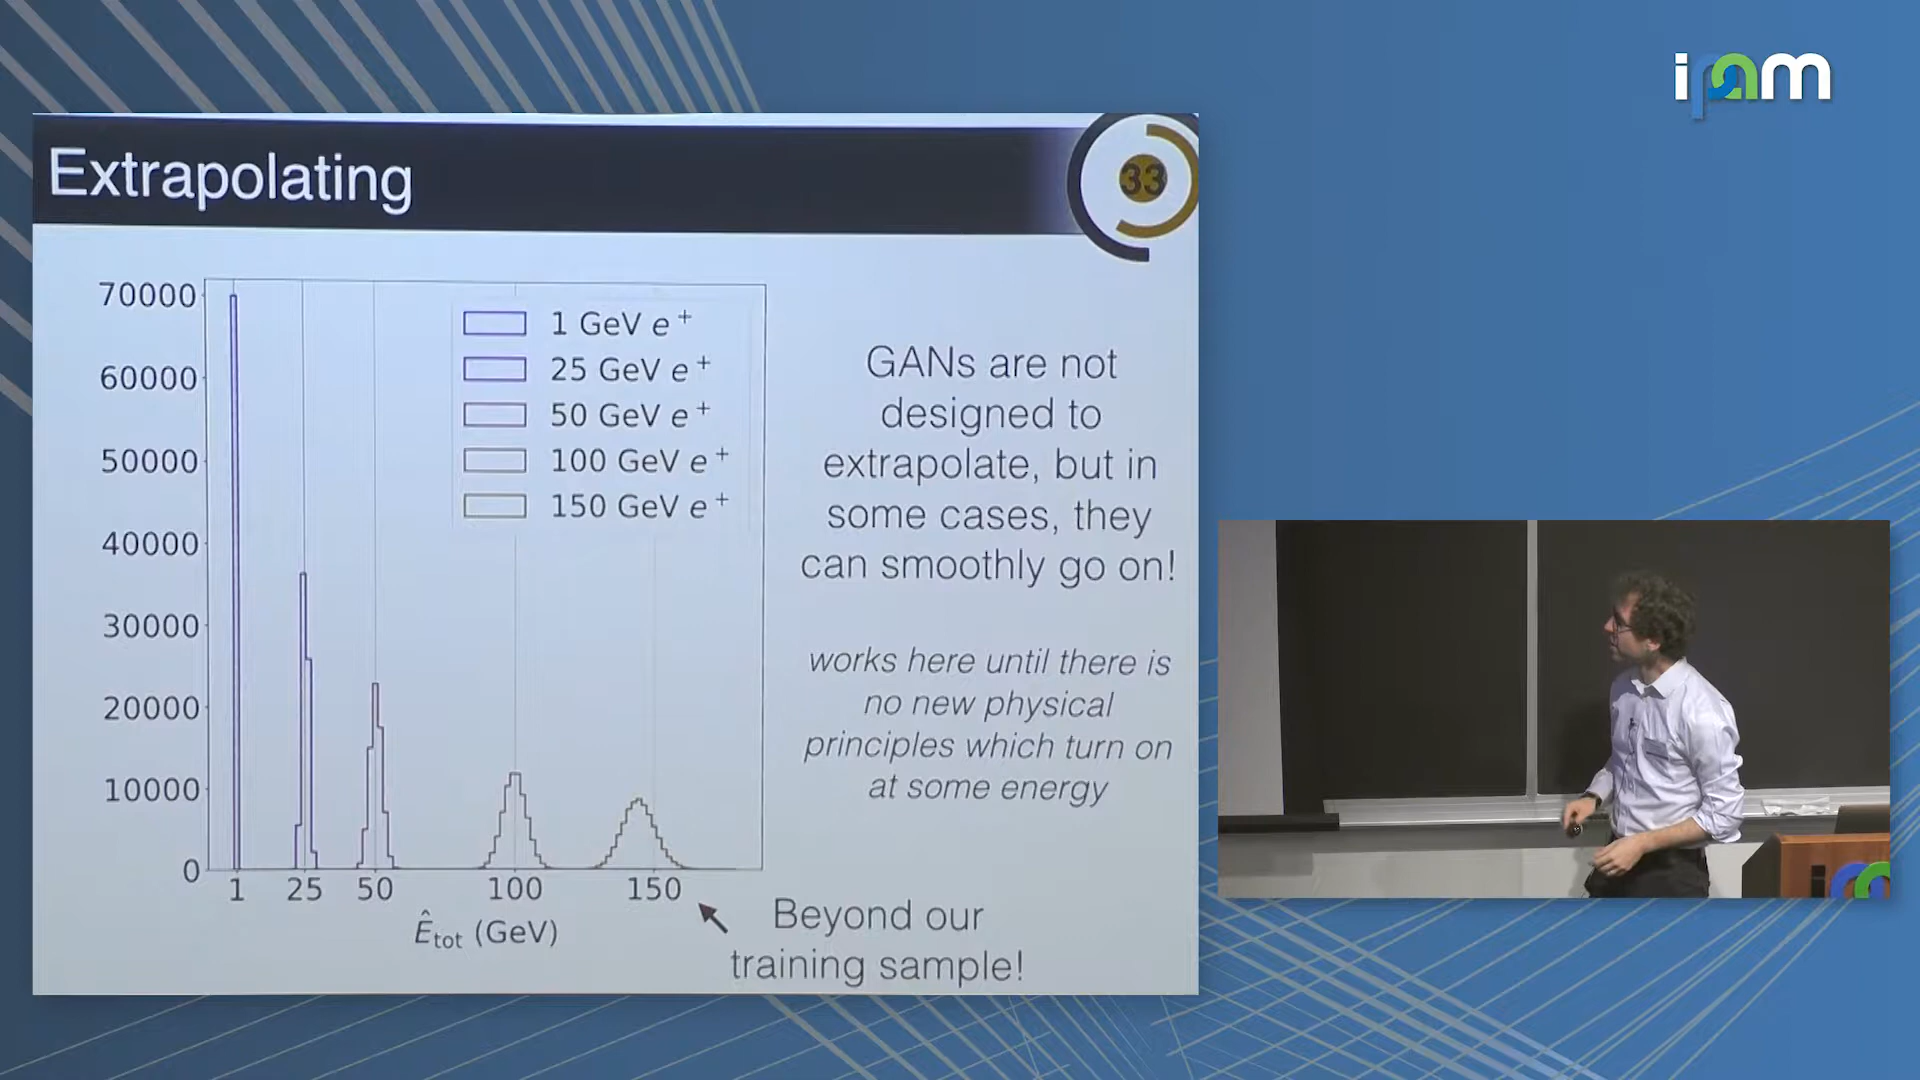 ipam
Extrapolating
33
70000
60000
50000
40000
30000
20000
10000
0
1 GeV e+
25 GeV e+
50 GeV e+
100 GeV e+
150 GeV e+
1 25 50 100 150
Êtot (GeV)
GANs are not
designed to
extrapolate, but in
some cases, they
can smoothly go on!
works here until there is
no new physical
principles which turn on
at some energy
Beyond our
training sample!